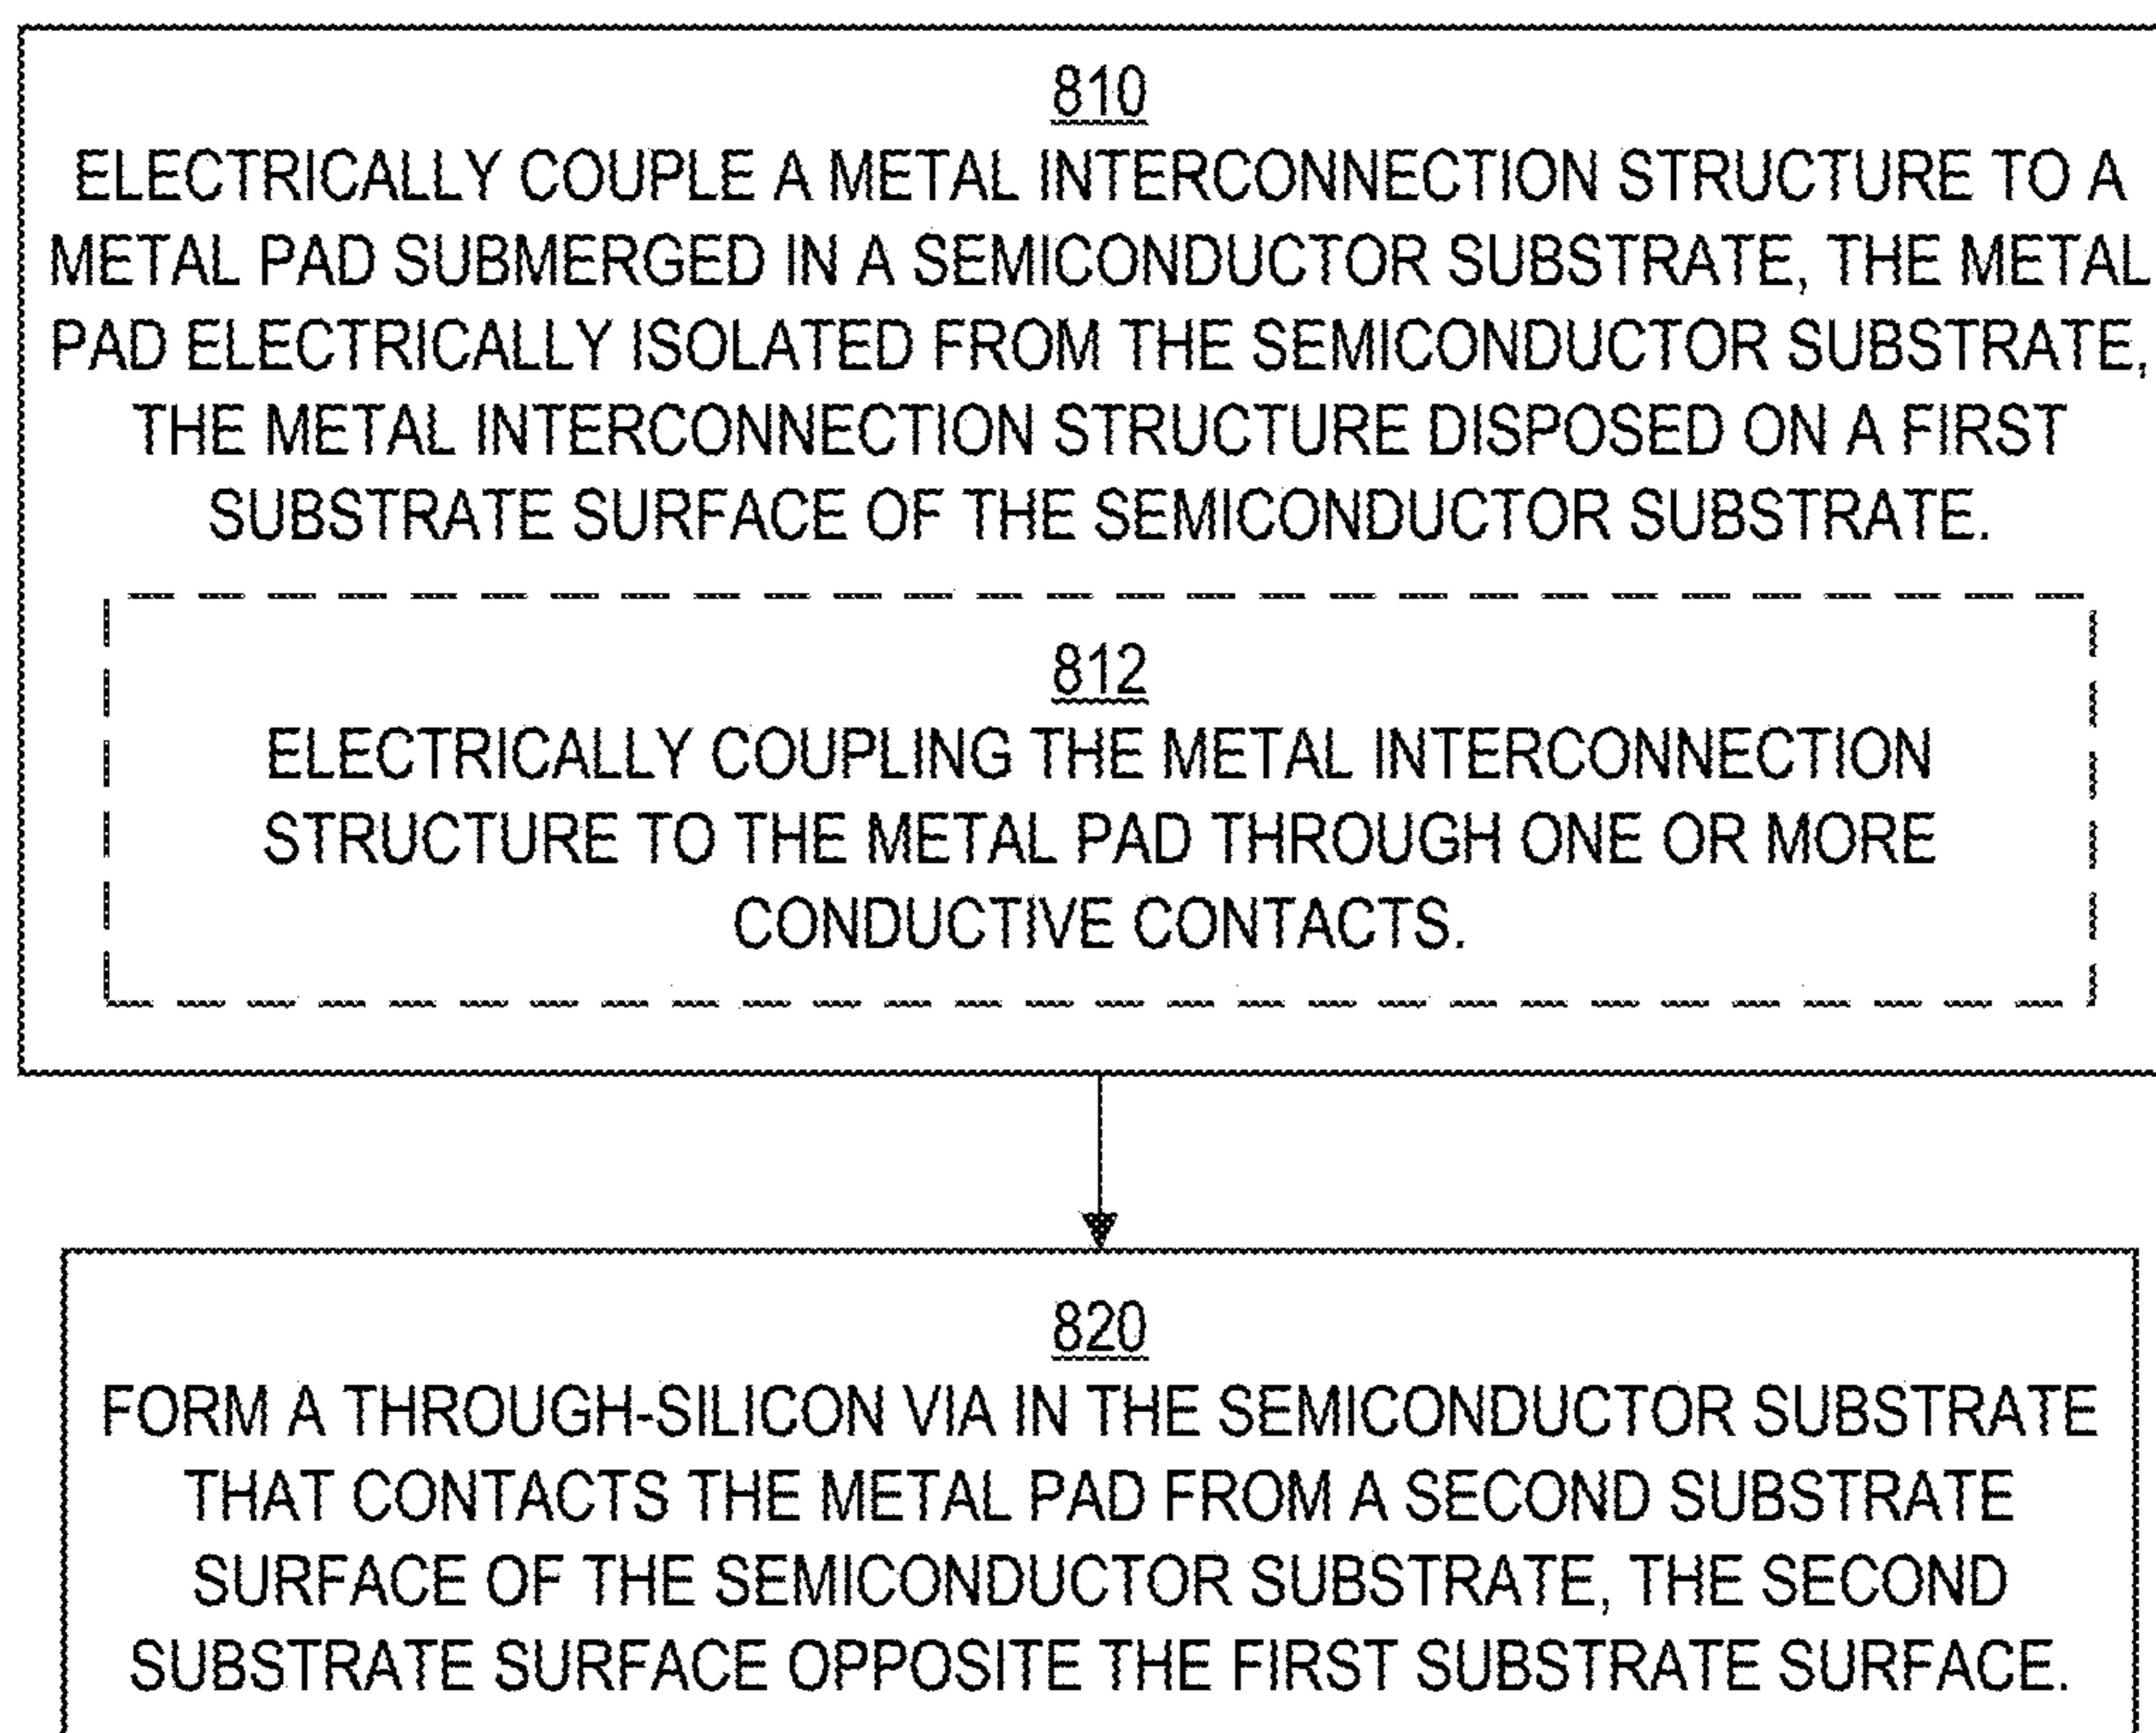 810
ELECTRICALLY COUPLE A METAL INTERCONNECTION STRUCTURE TO A
METAL PAD SUBMERGED IN A SEMICONDUCTOR SUBSTRATE, THE METAL
PAD ELECTRICALLY ISOLATED FROM THE SEMICONDUCTOR SUBSTRATE,
THE METAL INTERCONNECTION STRUCTURE DISPOSED ON A FIRST
SUBSTRATE SURFACE OF THE SEMICONDUCTOR SUBSTRATE.
812
ELECTRICALLY COUPLING THE METAL INTERCONNECTION
STRUCTURE TO THE METAL PAD THROUGH ONE OR MORE
CONDUCTIVE CONTACTS.
820
FORM A THROUGH-SILICON VIA IN THE SEMICONDUCTOR SUBSTRATE
THAT CONTACTS THE METAL PAD FROM A SECOND SUBSTRATE
SURFACE OF THE SEMICONDUCTOR SUBSTRATE, THE SECOND
SUBSTRATE SURFACE OPPOSITE THE FIRST SUBSTRATE SURFACE.